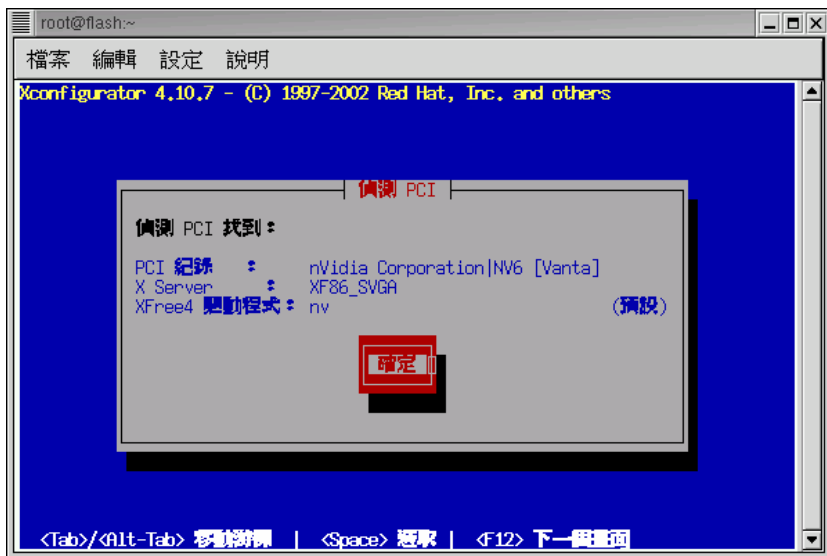 root@flash:~
檔案 編輯 設定 說明
Xconfigurator 4.10.7 - (C) 1997-2002 Red Hat, Inc. and others
偵測 PCI
偵測 PCI 找到：
PCI 紀錄 ： nVidia Corporation|NV6 [Vanta]
X Server ： XF86_SVGA
XFree4 驅動程式： nv (預設)
確定
<Tab>/<Alt-Tab> 移動游標 | <Space> 選取 | <F12> 下一個畫面